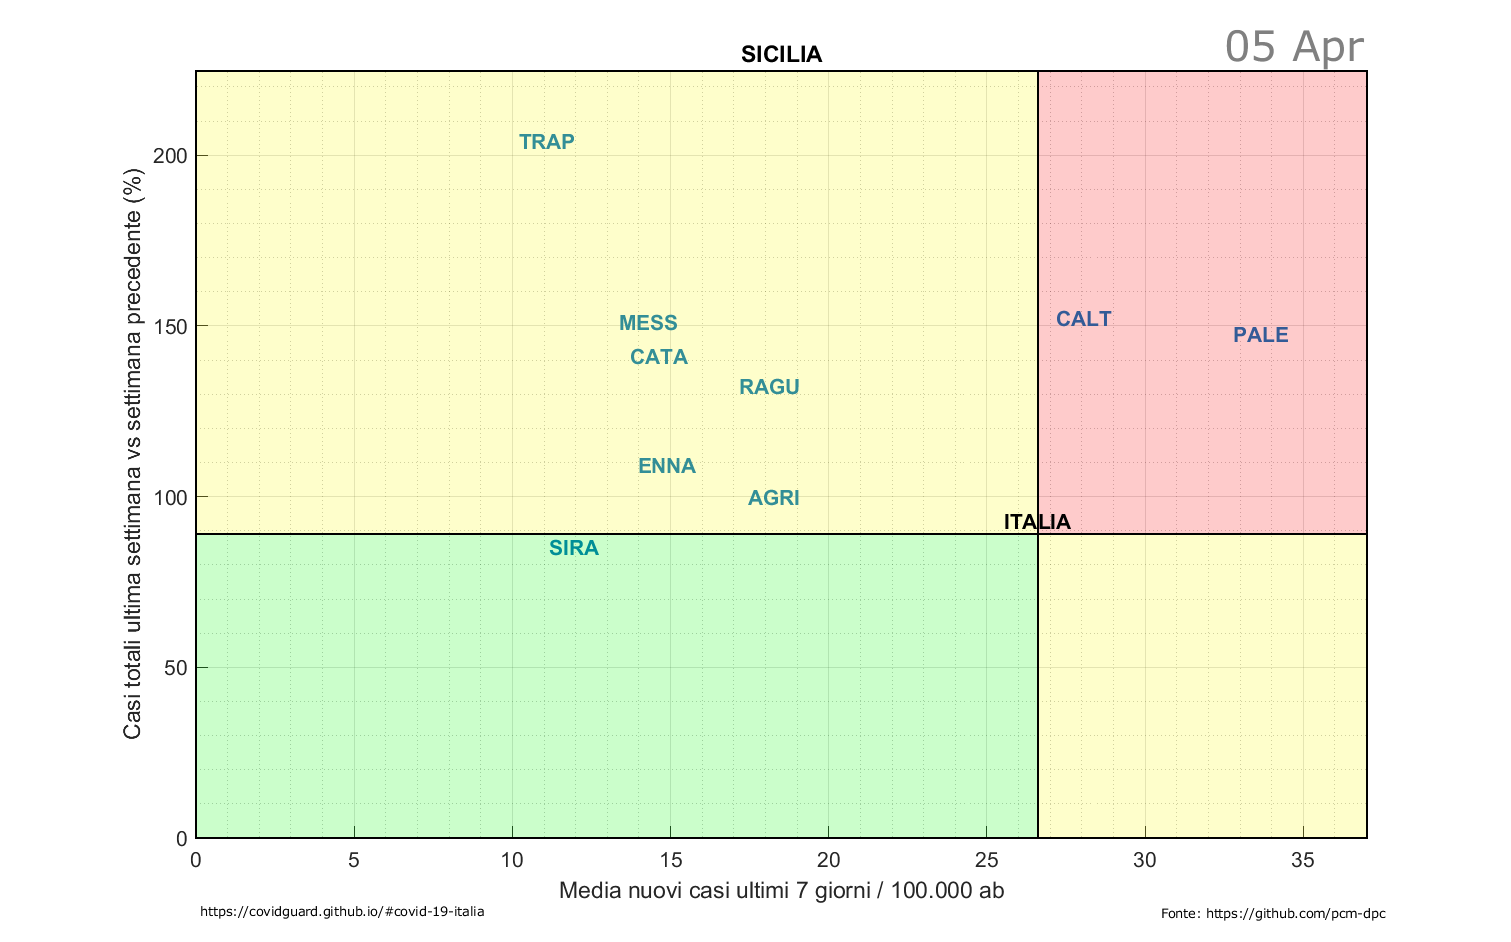 05 Apr
SICILIA
Casi totali ultima settimana vs settimana precedente (%)
200
150
100
50
0
TRAP
MESS
CALT
PALE
CATA
RAGU
ENNA
AGRI
ITALIA
SIRA
0 5 10 15 20 25 30 35
Media nuovi casi ultimi 7 giorni / 100.000 ab
https://covidguard.github.io/#covid-19-italia
Fonte: https://github.com/pcm-dpc